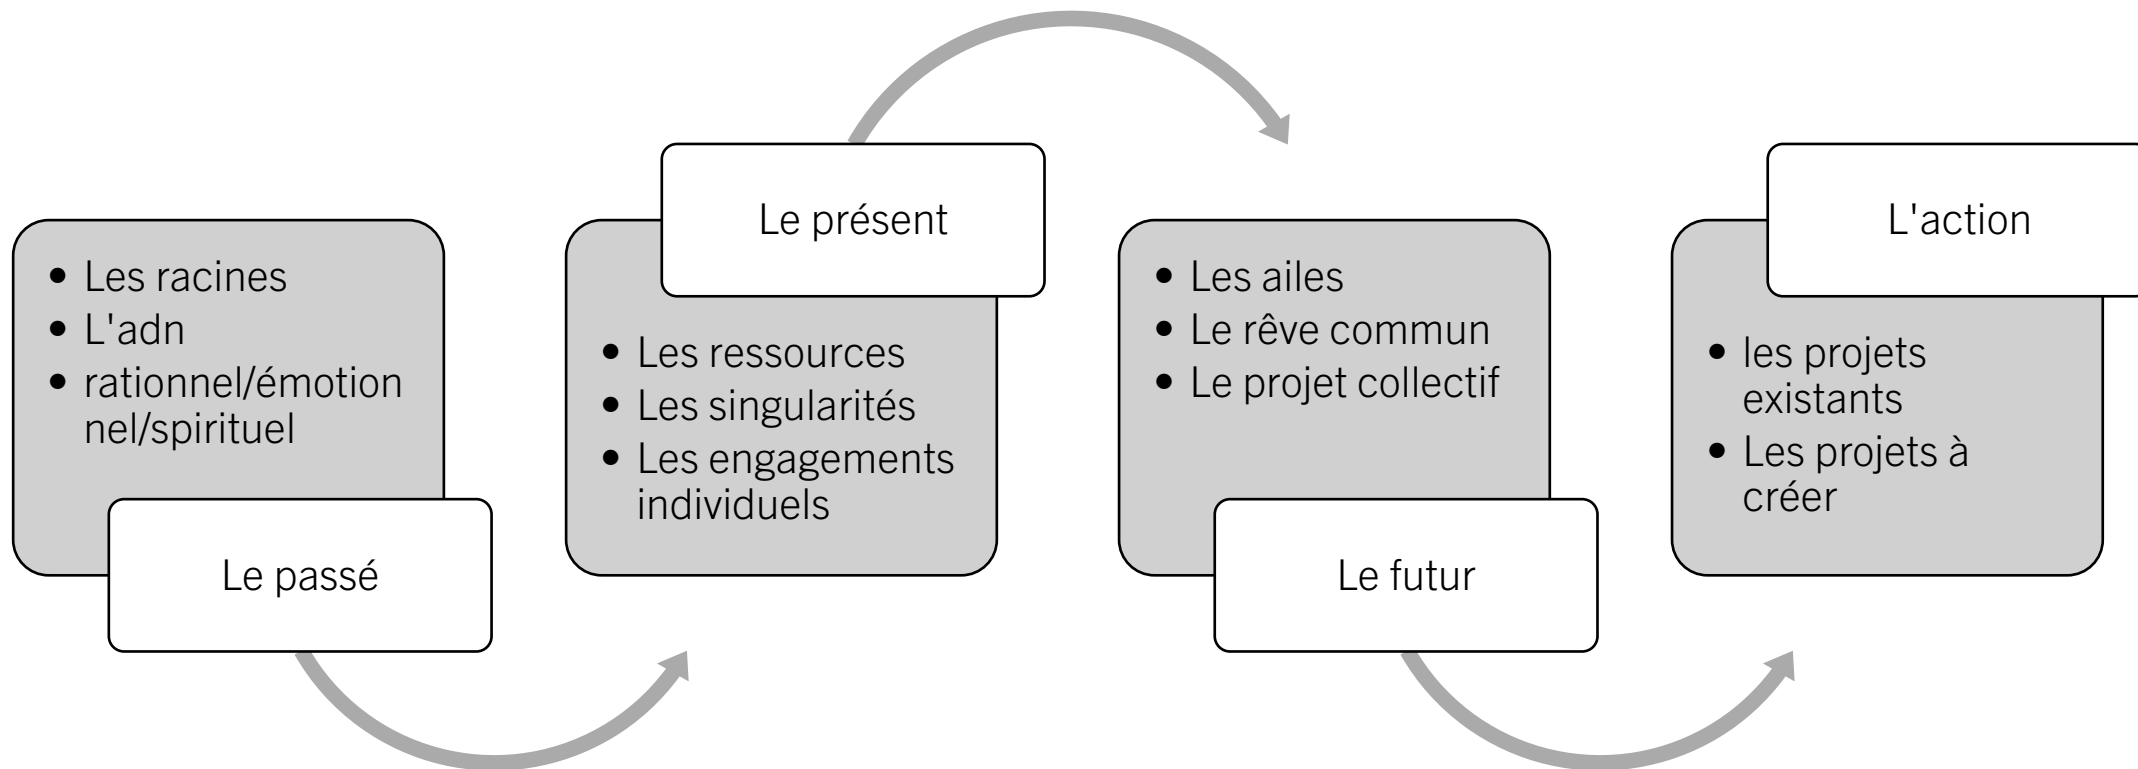 • Les racines
• L'adn
• rationnel/émotion
nel/spirituel
Le passé
Le présent
• Les ressources
• Les singularités
• Les engagements
individuels
• Les ailes
• Le rêve commun
• Le projet collectif
Le futur
L'action
• les projets
existants
• Les projets à
créer